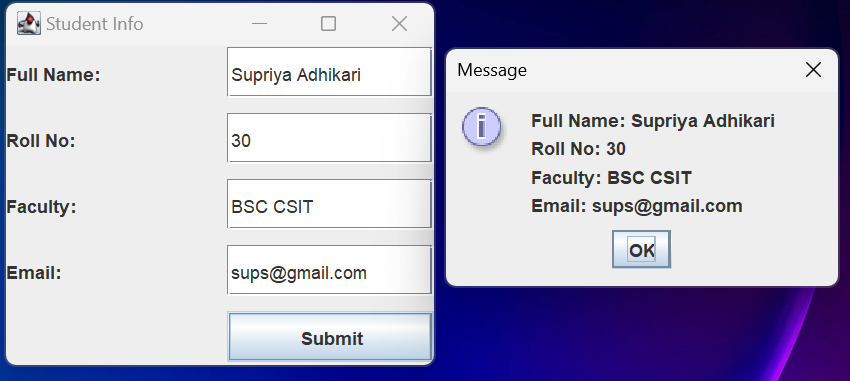 Student Info
Full Name: Supriya Adhikari
Roll No: 30
Faculty: BSC CSIT
Email: sups@gmail.com
Submit
Message
Full Name: Supriya Adhikari
Roll No: 30
Faculty: BSC CSIT
Email: sups@gmail.com
OK